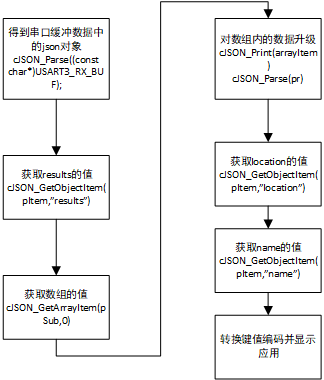 得到串口缓冲数据中
的json对象
cJSON_Parse((const
char*)USART3_RX_BU
F);
获取results的值
cJSON_GetObjectItem(
pItem,”results”)
获取数组的值
cJSON_GetArrayItem(p
Sub,0)
对数组内的数据升级
cJSON_Print(arrayItem
)
cJSON_Parse(pr)
获取location的值
cJSON_GetObjectItem(
pItem,”location”)
获取name的值
cJSON_GetObjectItem(
pItem,”name”)
转换键值编码并显示
应用